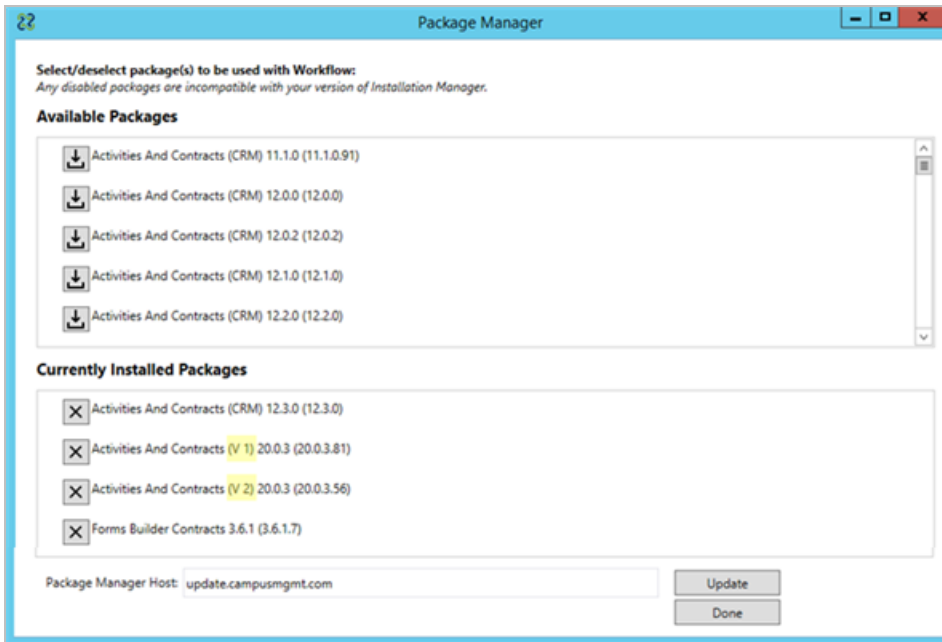 Package Manager
Select/deselect package(s) to be used with Workflow:
Any disabled packages are incompatible with your version of Installation Manager.
Available Packages
Activities And Contracts (CRM) 11.1.0 (11.1.0.91)
Activities And Contracts (CRM) 12.0.0 (12.0.0)
Activities And Contracts (CRM) 12.0.2 (12.0.2)
Activities And Contracts (CRM) 12.1.0 (12.1.0)
Activities And Contracts (CRM) 12.2.0 (12.2.0)
Currently Installed Packages
Activities And Contracts (CRM) 12.3.0 (12.3.0)
Activities And Contracts (V 1) 20.0.3 (20.0.3.81)
Activities And Contracts (V 2) 20.0.3 (20.0.3.56)
Forms Builder Contracts 3.6.1 (3.6.1.7)
Package Manager Host: update.campusmgmt.com
Update
Done